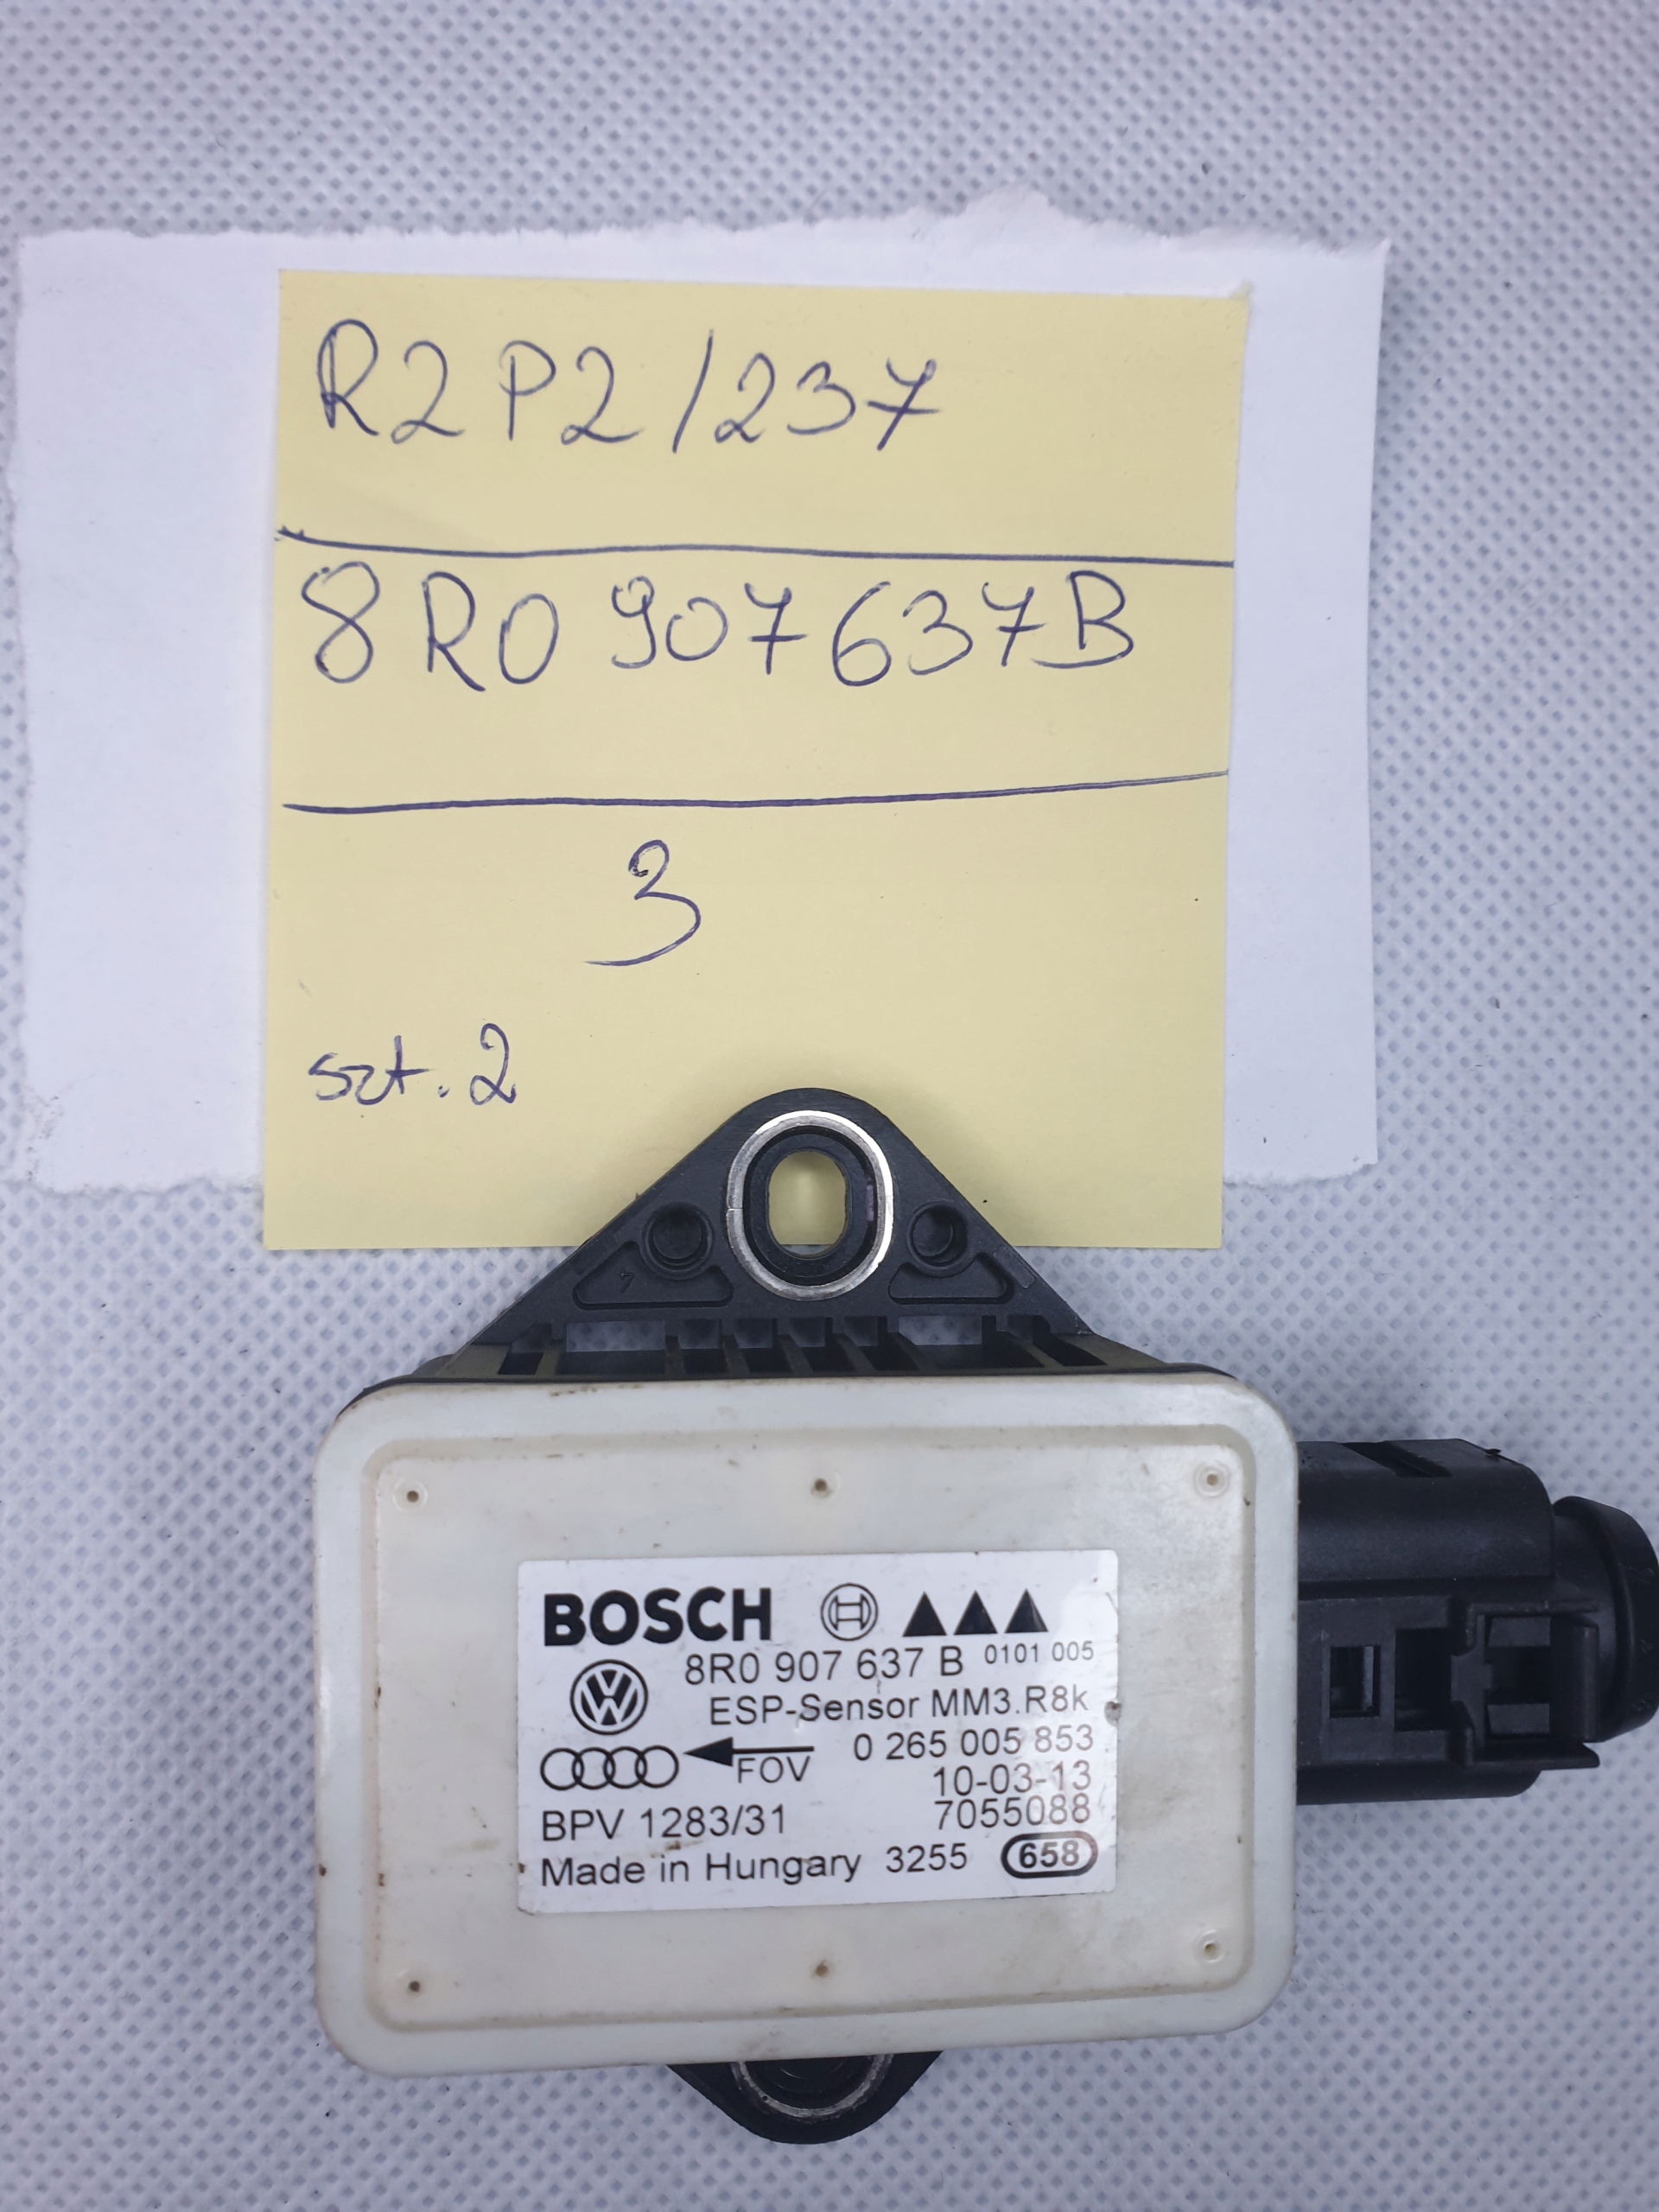 R2P2/237
8R0907637B
3
szt. 2
BOSCH
8R0 907 637 B 0101 005
ESP-Sensor MM3.R8k
0 265 005 853
FOV
10-03-13
BPV 1283/31 7055088
Made in Hungary 3255 658